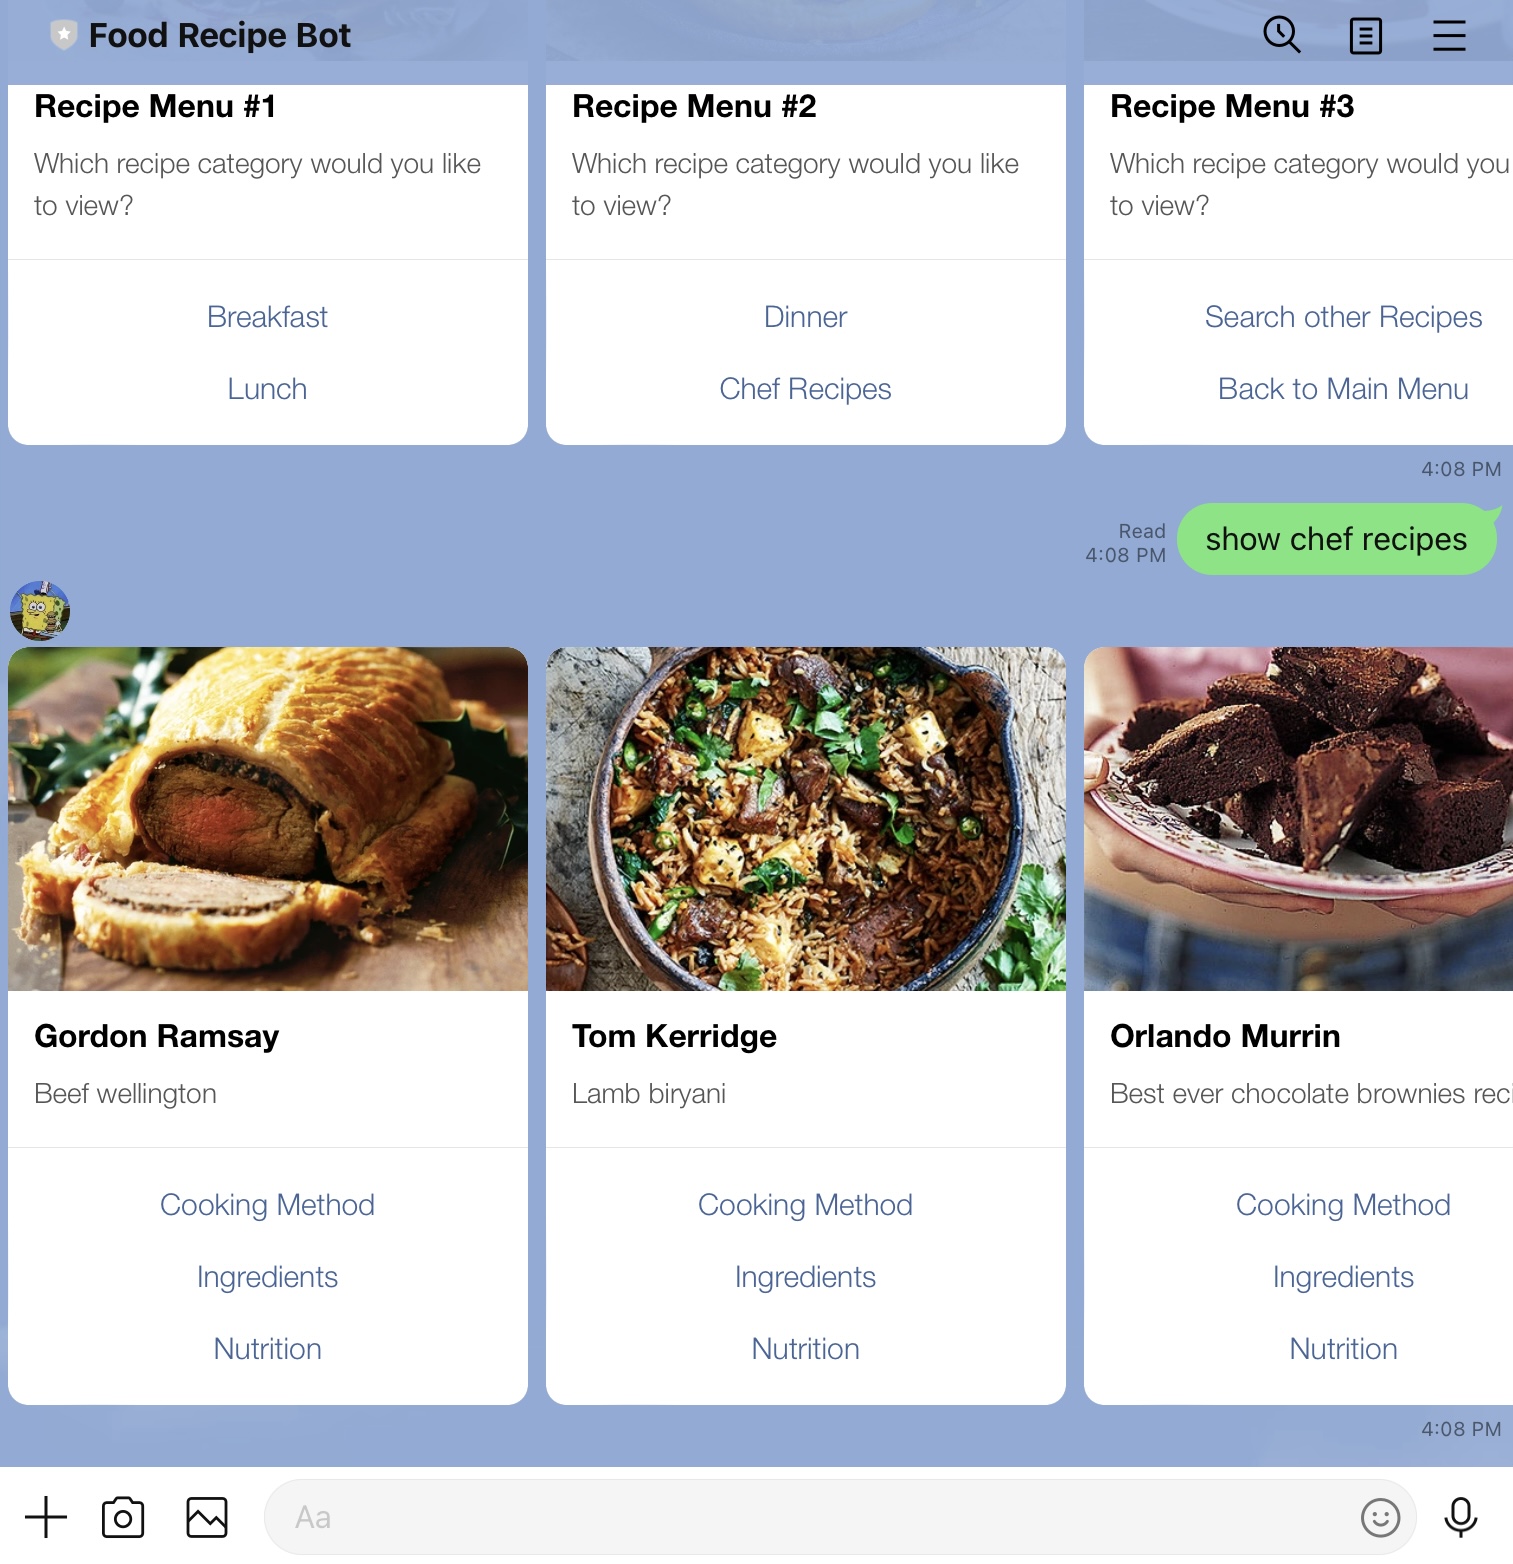 Food Recipe Bot
Recipe Menu #1
Which recipe category would you like
to view?
Breakfast
Lunch
Recipe Menu #2
Which recipe category would you like
to view?
Dinner
Chef Recipes
Recipe Menu #3
Which recipe category would you
to view?
Search other Recipes
Back to Main Menu
4:08 PM
Read
4:08 PM
show chef recipes
Gordon Ramsay
Beef wellington
Cooking Method
Ingredients
Nutrition
Tom Kerridge
Lamb biryani
Cooking Method
Ingredients
Nutrition
Orlando Murrin
Best ever chocolate brownies
Cooking Method
Ingredients
Nutrition
4:08 PM
Aa